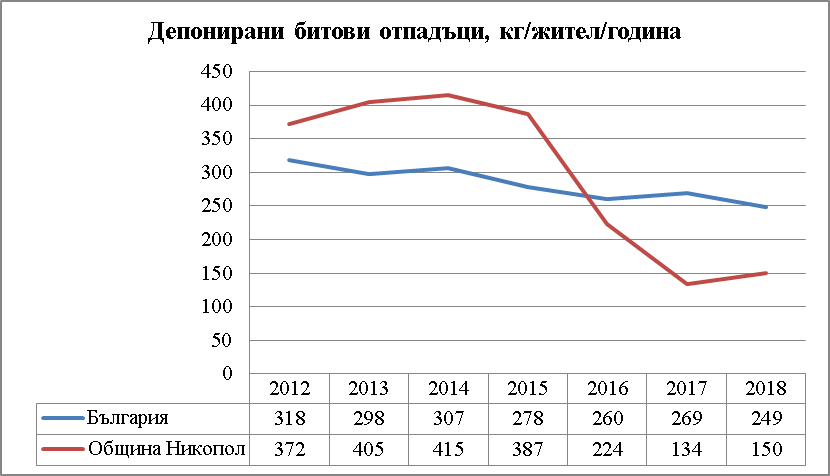 Депонирани битови отпадъци, кг/жител/година
450
400
350
300
250
200
150
100
50
0
2012 2013 2014 2015 2016 2017 2018
България 318 298 307 278 260 269 249
Община Никопол 372 405 415 387 224 134 150